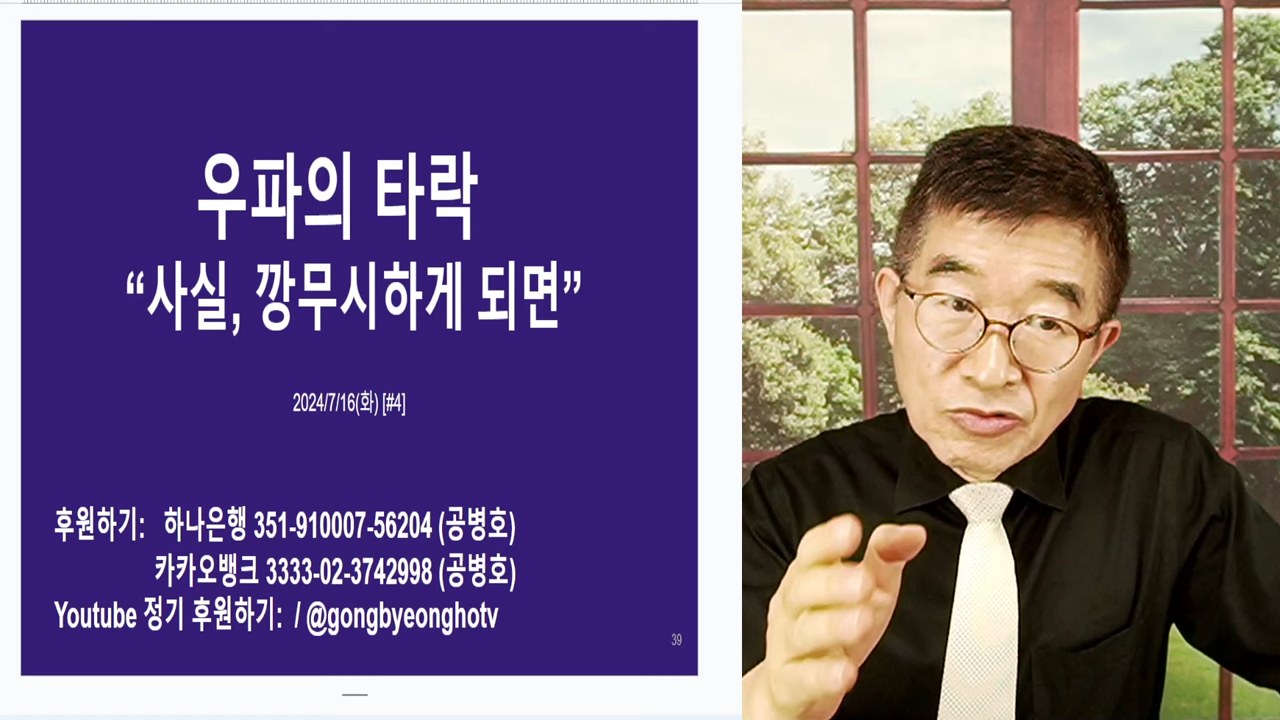 우파의 타락
“사실, 깡무시하게 되면”
2024/7/16(화) [#4]
후원하기: 하나은행 351-910007-56204 (공병호)
카카오뱅크 3333-02-3742998 (공병호)
Youtube 정기 후원하기: / @gongbyeonghotv
39